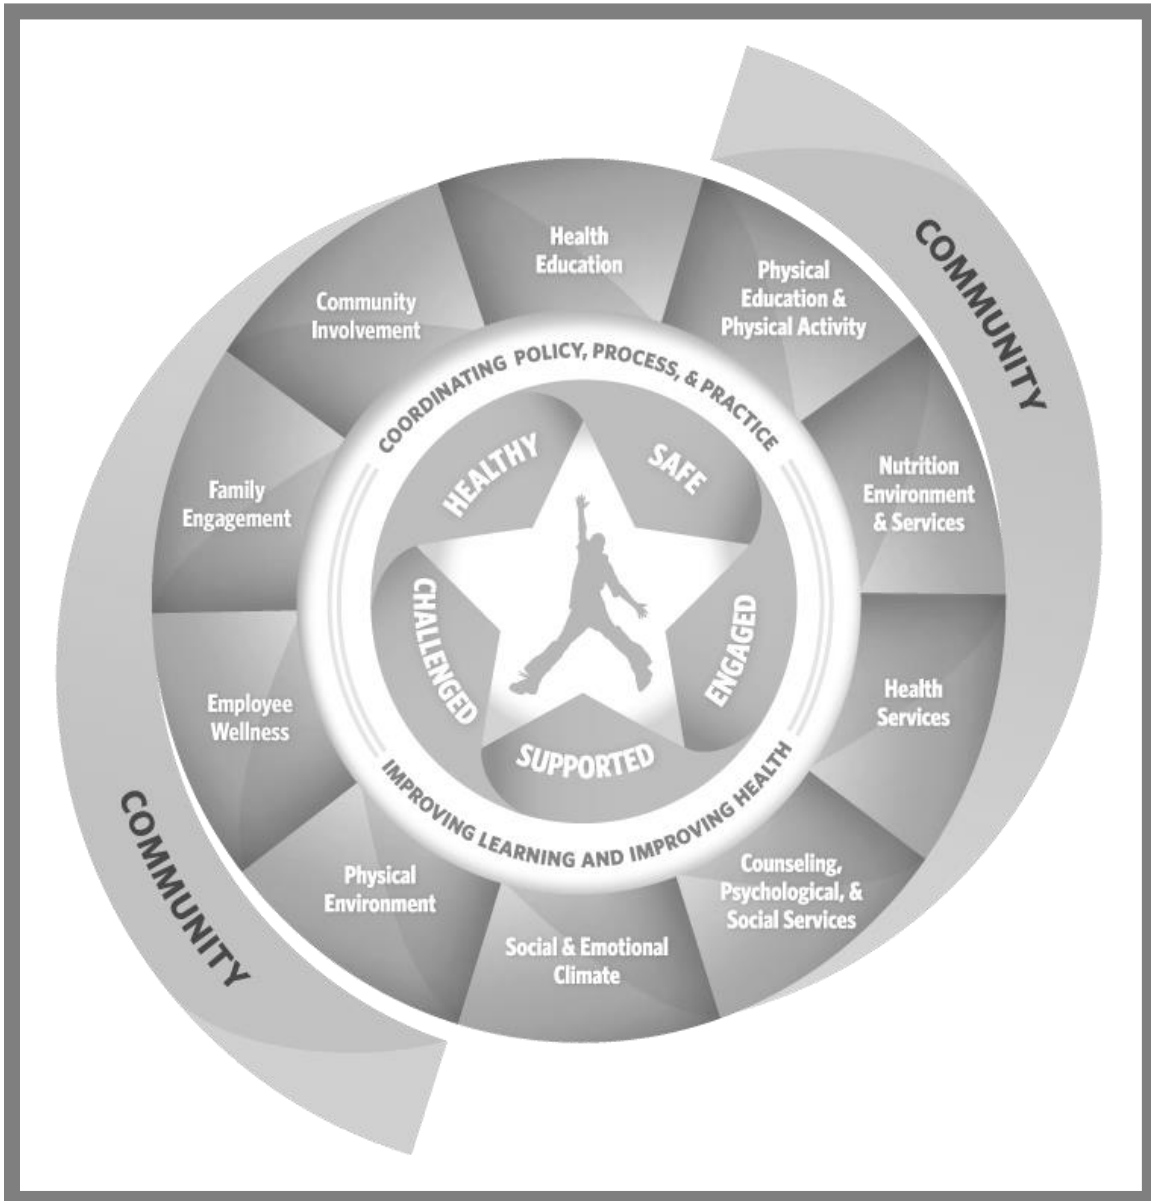 COMMUNITY
Health
Education
Physical
Education &
Physical Activity
Nutrition
Environment
& Services
Health
Services
Counseling,
Psychological, &
Social Services
Social & Emotional
Climate
Physical
Environment
Employee
Wellness
Family
Engagement
Community
Involvement
COORDINATING POLICY, PROCESS, & PRACTICE
IMPROVING LEARNING AND IMPROVING HEALTH
HEALTHY
SAFE
ENGAGED
SUPPORTED
CHALLENGED
COMMUNITY